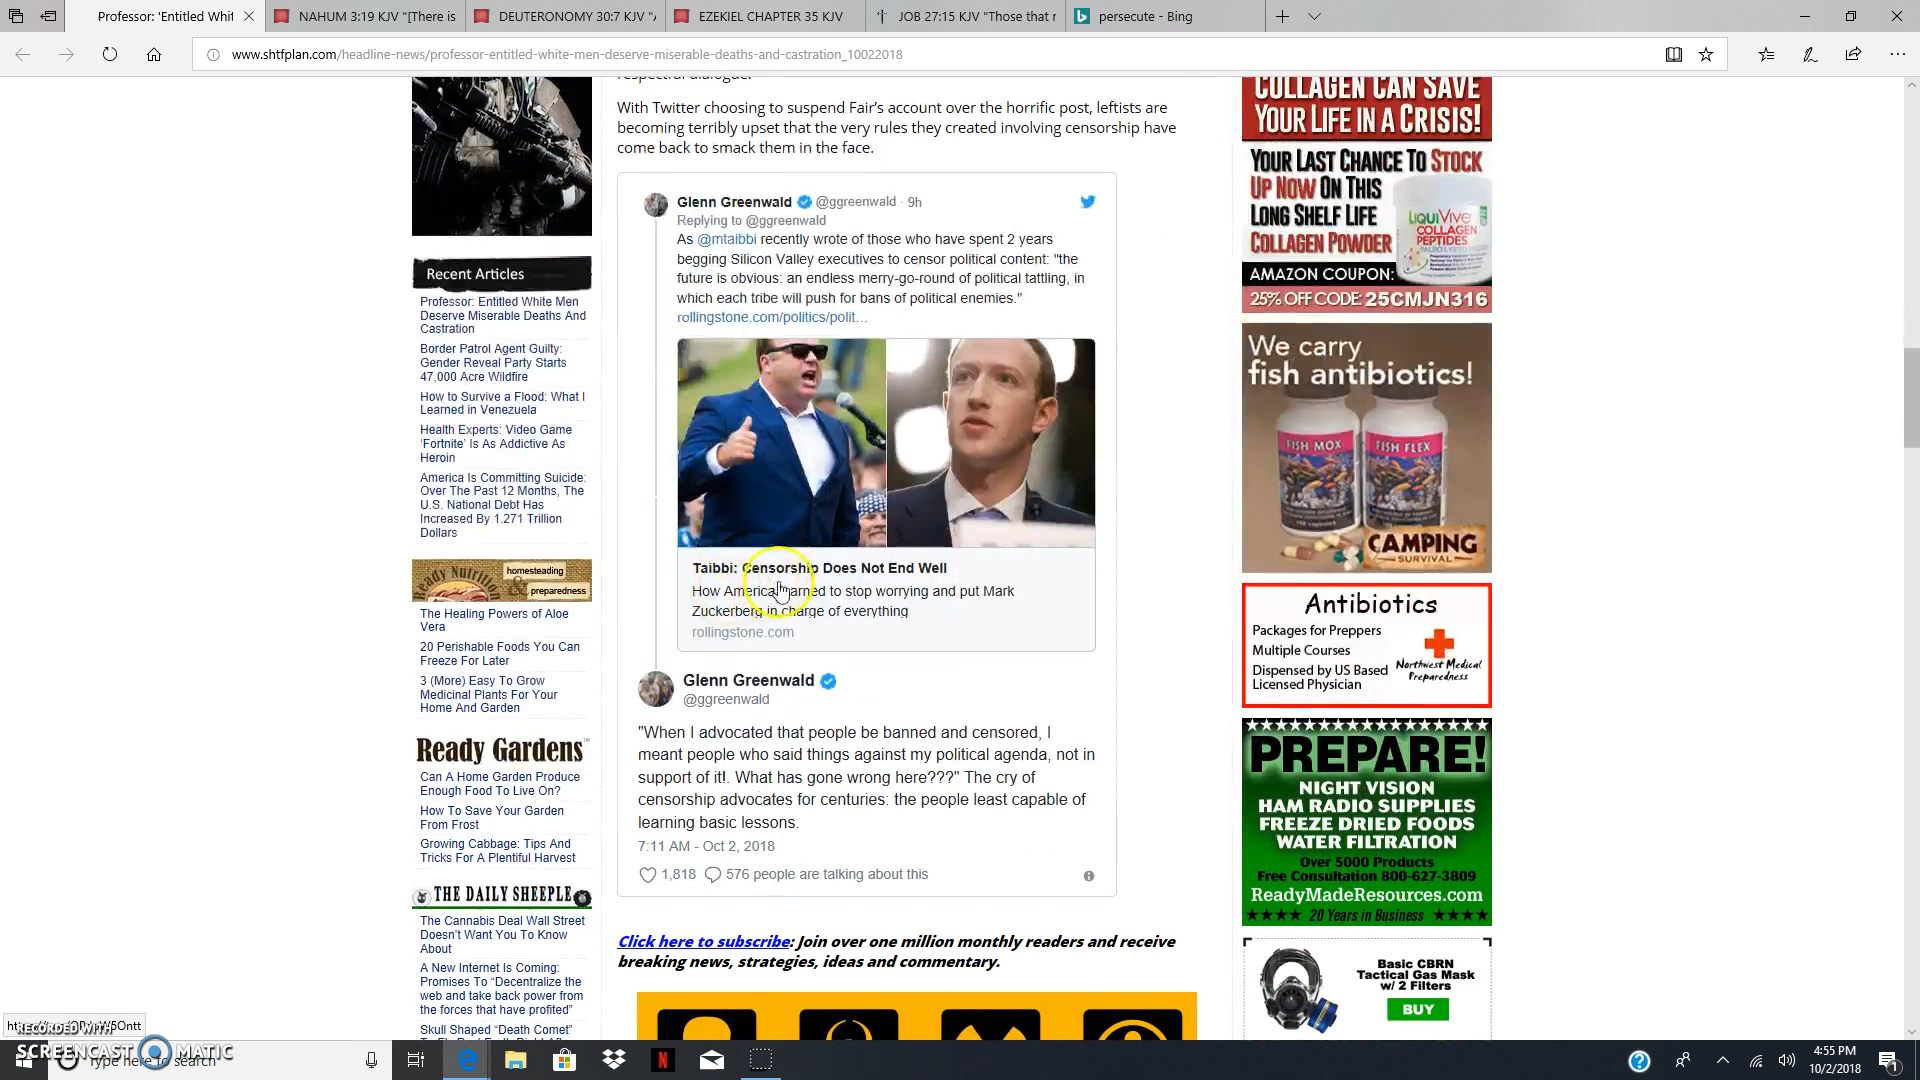 Professor: 'Entitled Whit
NAHUM 3:19 KJV "[There is
DEUTERONOMY 30:7 KJV "A
EZEKIEL CHAPTER 35 KJV
JOB 27:15 KJV "Those that r
persecute - Bing
www.shtfplan.com/headline-news/professor-entitled-white-men-deserve-miserable-deaths-and-castration_10022018
respectful dialogue.
With Twitter choosing to suspend Fair's account over the horrific post, leftists are
becoming terribly upset that the very rules they created involving censorship have
come back to smack them in the face.
Glenn Greenwald @ggreenwald · 9h
Replying to @ggreenwald
As @mtaibbi recently wrote of those who have spent 2 years
begging Silicon Valley executives to censor political content: "the
future is obvious: an endless merry-go-round of political tattling, in
which each tribe will push for bans of political enemies."
rollingstone.com/politics/polit…
Taibbi: Censorship Does Not End Well
How America learned to stop worrying and put Mark
Zuckerberg in charge of everything
rollingstone.com
Glenn Greenwald
@ggreenwald
"When I advocated that people be banned and censored, I
meant people who said things against my political agenda, not in
support of it!. What has gone wrong here???" The cry of
censorship advocates for centuries: the people least capable of
learning basic lessons.
7:11 AM - Oct 2, 2018
1,818 576 people are talking about this
Click here to subscribe: Join over one million monthly readers and receive
breaking news, strategies, ideas and commentary.
Recent Articles
Professor: Entitled White Men
Deserve Miserable Deaths And
Castration
Border Patrol Agent Guilty:
Gender Reveal Party Starts
47,000 Acre Wildfire
How to Survive a Flood: What I
Learned in Venezuela
Health Experts: Video Game
'Fortnite' Is As Addictive As
Heroin
America Is Committing Suicide:
Over The Past 12 Months, The
U.S. National Debt Has
Increased By 1.271 Trillion
Dollars
Ready Nutrition
homesteading
&
preparedness
The Healing Powers of Aloe
Vera
20 Perishable Foods You Can
Freeze For Later
3 (More) Easy To Grow
Medicinal Plants For Your
Home And Garden
Ready Gardens™
Can A Home Garden Produce
Enough Food To Live On?
How To Save Your Garden
From Frost
Growing Cabbage: Tips And
Tricks For A Plentiful Harvest
THE DAILY SHEEPLE
The Cannabis Deal Wall Street
Doesn't Want You To Know
About
A New Internet Is Coming:
Promises To "Decentralize the
web and take back power from
the forces that have profited"
Skull Shaped "Death Comet"
COLLAGEN CAN SAVE
YOUR LIFE IN A CRISIS!
YOUR LAST CHANCE TO STOCK
UP NOW ON THIS
LONG SHELF LIFE
COLLAGEN POWDER
LIQUIVIVE
COLLAGEN
PEPTIDES
AMAZON COUPON:
25% OFF CODE: 25CMJN316
We carry
fish antibiotics!
FISH MOX
FISH FLEX
CAMPING
SURVIVAL
Antibiotics
Packages for Preppers
Multiple Courses
Dispensed by US Based
Licensed Physician
Northwest Medical
Preparedness
PREPARE!
NIGHT VISION
HAM RADIO SUPPLIES
FREEZE DRIED FOODS
WATER FILTRATION
Over 5000 Products
Free Consultation 800-627-3809
ReadyMadeResources.com
20 Years in Business
Basic CBRN
Tactical Gas Mask
w/ 2 Filters
BUY
RECORDED WITH
SCREENCAST MATIC
Type here to search
4:55 PM
10/2/2018
1